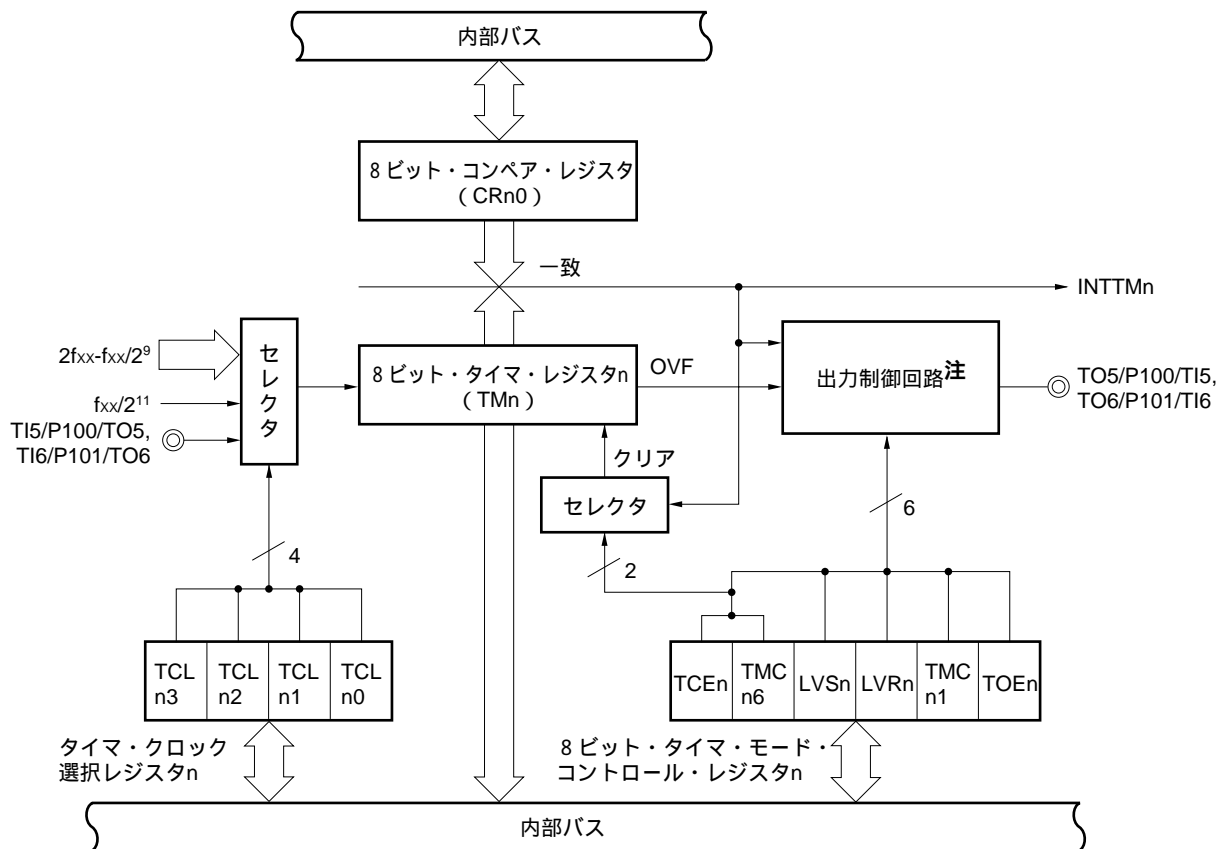 内部バス
8ビット・コンペア・レジスタ
(CRn0)
一致
INTTMn
2fxx-fxx/2⁹
fxx/2¹¹
TI5/P100/TO5,
TI6/P101/TO6
セレクタ
8ビット・タイマ・レジスタn
(TMn)
OVF
出力制御回路注
TO5/P100/TI5,
TO6/P101/TI6
クリア
セレクタ
4
2
6
TCL
n3
TCL
n2
TCL
n1
TCL
n0
TCEn
TMC
n6
LVSn
LVRn
TMC
n1
TOEn
タイマ・クロック
選択レジスタn
8ビット・タイマ・モード・
コントロール・レジスタn
内部バス